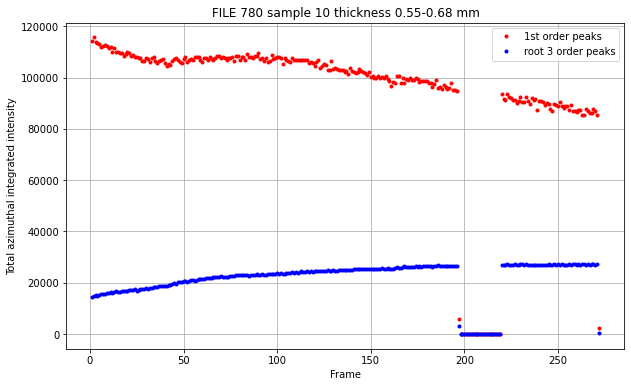 FILE 780 sample 10 thickness 0.55-0.68 mm
120000
100000
80000
60000
40000
20000
0
Total azimuthal integrated intensity
1st order peaks
root 3 order peaks
0
50
100
150
200
250
Frame